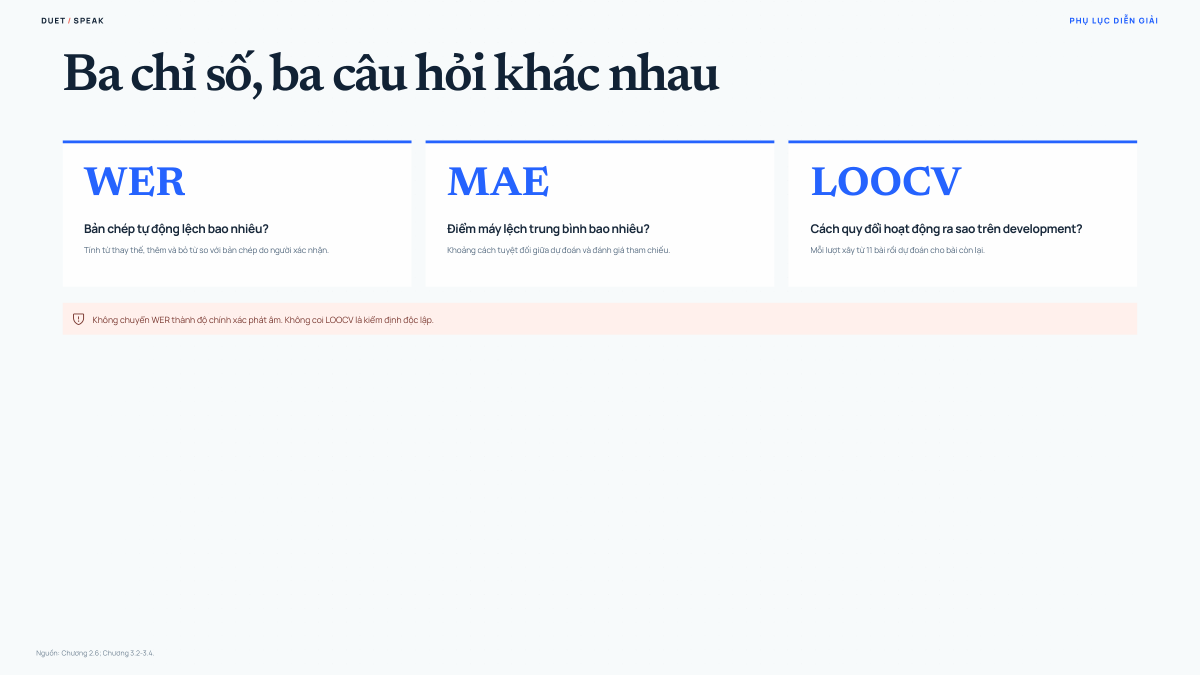 DUET / SPEAK
PHỤ LỤC DIỄN GIẢI
Ba chỉ số, ba câu hỏi khác nhau
WER
Bản chép tự động lệch bao nhiêu?
Tính từ thay thế, thêm và bỏ từ so với bản chép do người xác nhận.
MAE
Điểm máy lệch trung bình bao nhiêu?
Khoảng cách tuyệt đối giữa dự đoán và đánh giá tham chiếu.
LOOCV
Cách quy đổi hoạt động ra sao trên development?
Mỗi lượt xây từ 11 bài rồi dự đoán cho bài còn lại.
Không chuyển WER thành độ chính xác phát âm. Không coi LOOCV là kiểm định độc lập.
Nguồn: Chương 2.6; Chương 3.2-3.4.